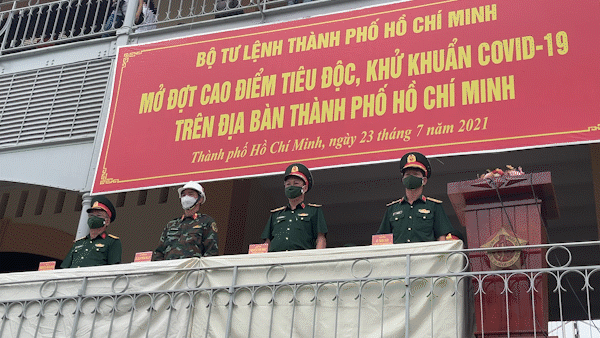 BỘ TƯ LỆNH THÀNH PHỐ HỒ CHÍ MINH
MỞ ĐỢT CAO ĐIỂM TIÊU ĐỘC, KHỬ KHUẨN COVID-19
TRÊN ĐỊA BÀN THÀNH PHỐ HỒ CHÍ MINH
Thành phố Hồ Chí Minh, ngày 23 tháng 7 năm 2021